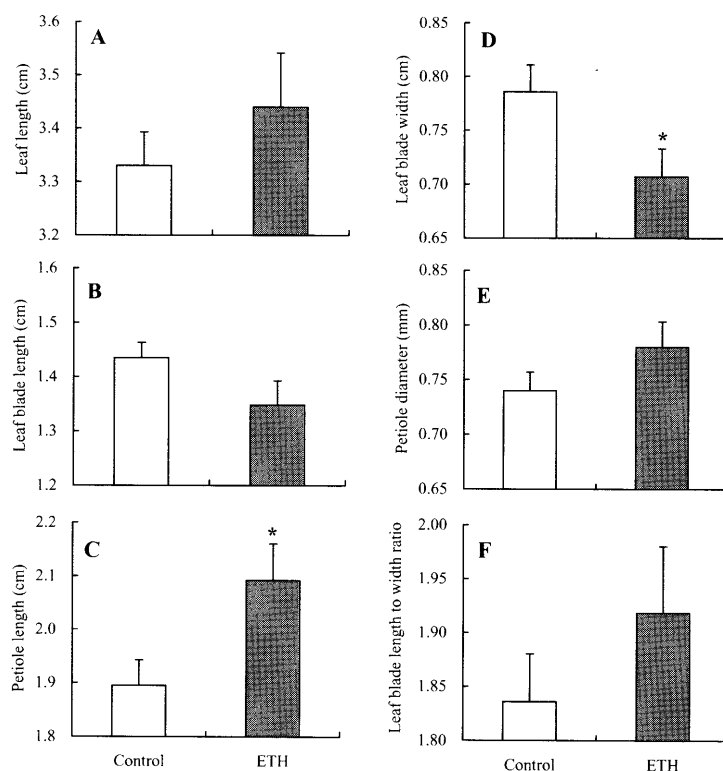 A
Leaf length (cm)
3.6
3.5
3.4
3.3
3.2
D
Leaf blade width (cm)
0.85
0.80
0.75
0.70
0.65
*
B
Leaf blade length (cm)
1.6
1.5
1.4
1.3
1.2
E
Petiole diameter (mm)
0.85
0.80
0.75
0.70
0.65
C
Petiole length (cm)
2.2
2.1
2.0
1.9
1.8
*
Control
ETH
F
Leaf blade length to width ratio
2.00
1.95
1.90
1.85
1.80
Control
ETH